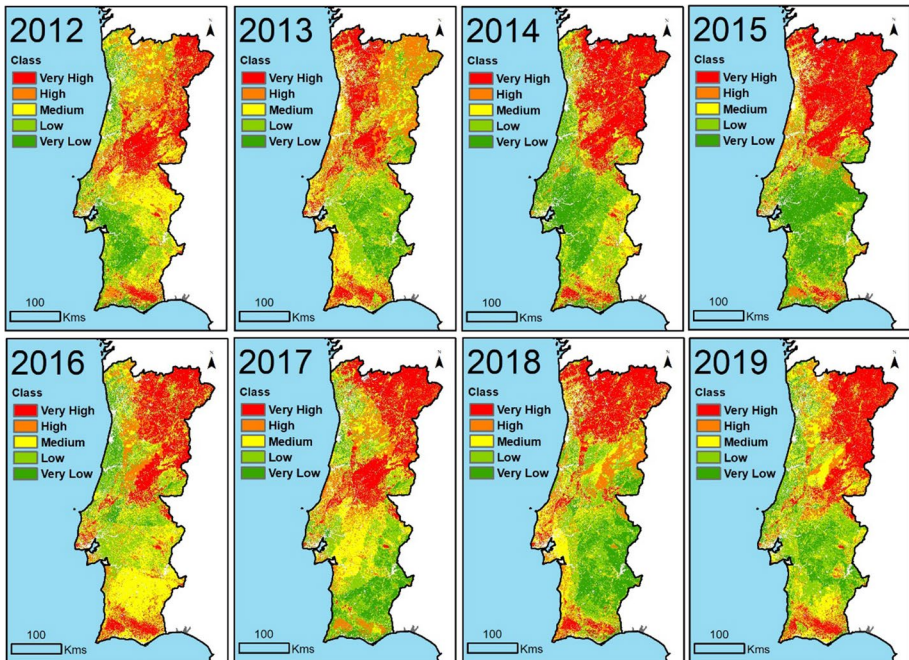 2012
Class
Very High
High
Medium
Low
Very Low
100
Kms
N
2013
Class
Very High
High
Medium
Low
Very Low
100
Kms
N
2014
Class
Very High
High
Medium
Low
Very Low
100
Kms
N
2015
Class
Very High
High
Medium
Low
Very Low
100
Kms
N
2016
Class
Very High
High
Medium
Low
Very Low
100
Kms
N
2017
Class
Very High
High
Medium
Low
Very Low
100
Kms
N
2018
Class
Very High
High
Medium
Low
Very Low
100
Kms
N
2019
Class
Very High
High
Medium
Low
Very Low
100
Kms
N